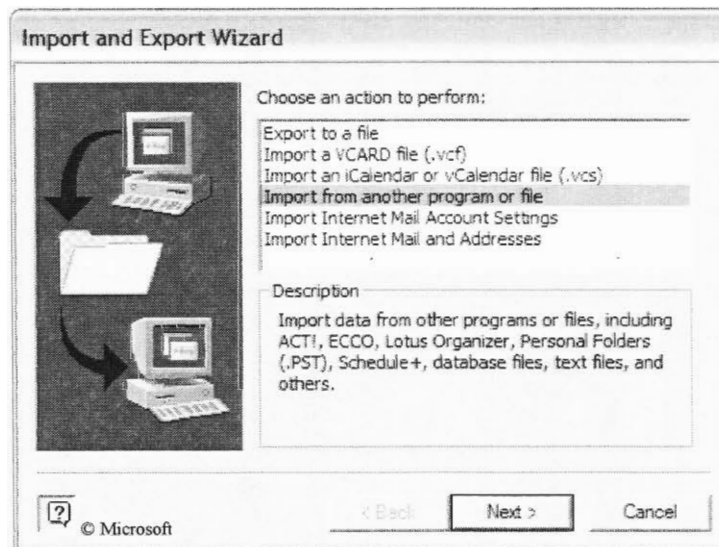 Import and Export Wizard
Choose an action to perform:
Export to a file
Import a VCARD file (.vcf)
Import an iCalendar or vCalendar file (.vcs)
Import from another program or file
Import Internet Mail Account Settings
Import Internet Mail and Addresses
Description
Import data from other programs or files, including
ACT!, ECCO, Lotus Organizer, Personal Folders
(.PST), Schedule+, database files, text files, and
others.
? © Microsoft < Back Next > Cancel